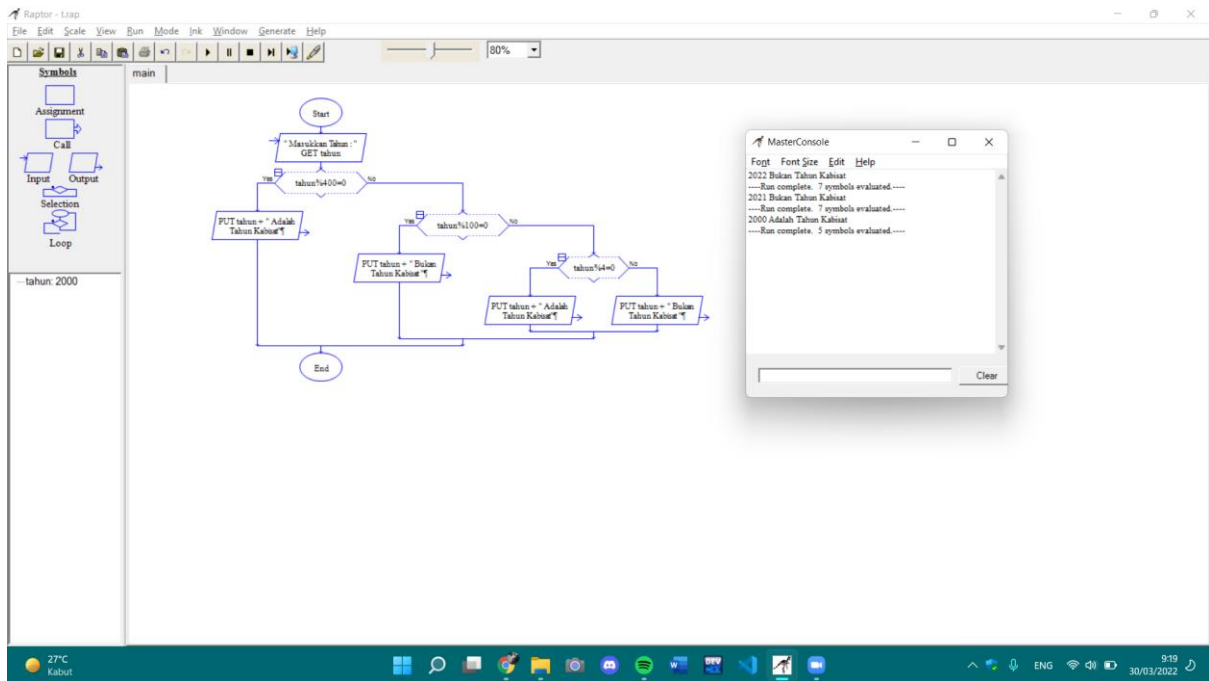 Raptor - t.rap
File Edit Scale View Run Mode Ink Window Generate Help
80%
Symbols
main
Assignment
Call
Input Output
Selection
Loop
tahun: 2000
Start
" Masukkan Tahun : "
GET tahun
Yes
tahun%400=0
No
PUT tahun + " Adalah
Tahun Kabisat"¶
Yes
tahun%100=0
No
PUT tahun + " Bukan
Tahun Kabisat "¶
Yes
tahun%4=0
No
PUT tahun + " Adalah
Tahun Kabisat"¶
PUT tahun + " Bukan
Tahun Kabisat "¶
End
MasterConsole
Font Font Size Edit Help
2022 Bukan Tahun Kabisat
----Run complete. 7 symbols evaluated.----
2021 Bukan Tahun Kabisat
----Run complete. 7 symbols evaluated.----
2000 Adalah Tahun Kabisat
----Run complete. 5 symbols evaluated.----
Clear
27°C
Kabut
W
DEV
ENG
9:19
30/03/2022